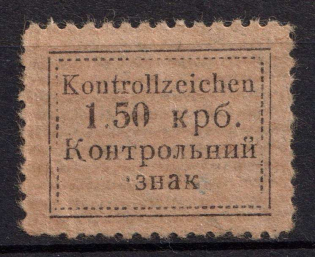 Kontrollzeichen
1.50 крб.
Контрольний
знак